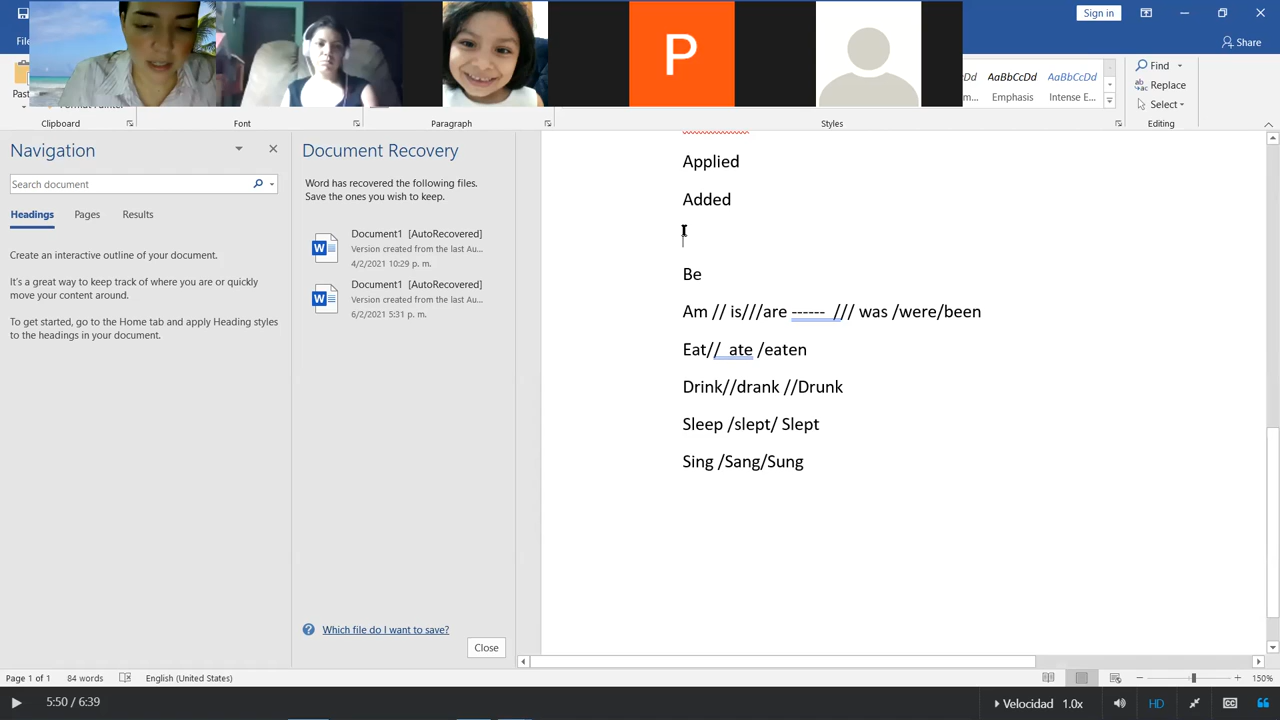 P
Sign in
Past
Format Painter
m...
AaBbCcDd
Emphasis
AaBbCcDd
Intense E...
Find
Replace
Select
Clipboard
Font
Paragraph
Styles
Editing
Navigation
Search document
Headings
Pages
Results
Create an interactive outline of your document.
It's a great way to keep track of where you are or quickly
move your content around.
To get started, go to the Home tab and apply Heading styles
to the headings in your document.
Document Recovery
Word has recovered the following files.
Save the ones you wish to keep.
Document1 [AutoRecovered]
Version created from the last Au...
4/2/2021 10:29 p. m.
Document1 [AutoRecovered]
Version created from the last Au...
6/2/2021 5:31 p. m.
Which file do I want to save?
Close
Applied
Added
Be
Am // is///are ------ /// was /were/been
Eat// ate /eaten
Drink//drank //Drunk
Sleep /slept/ Slept
Sing /Sang/Sung
Page 1 of 1
84 words
English (United States)
150%
5:50 / 6:39
Velocidad 1.0x
HD